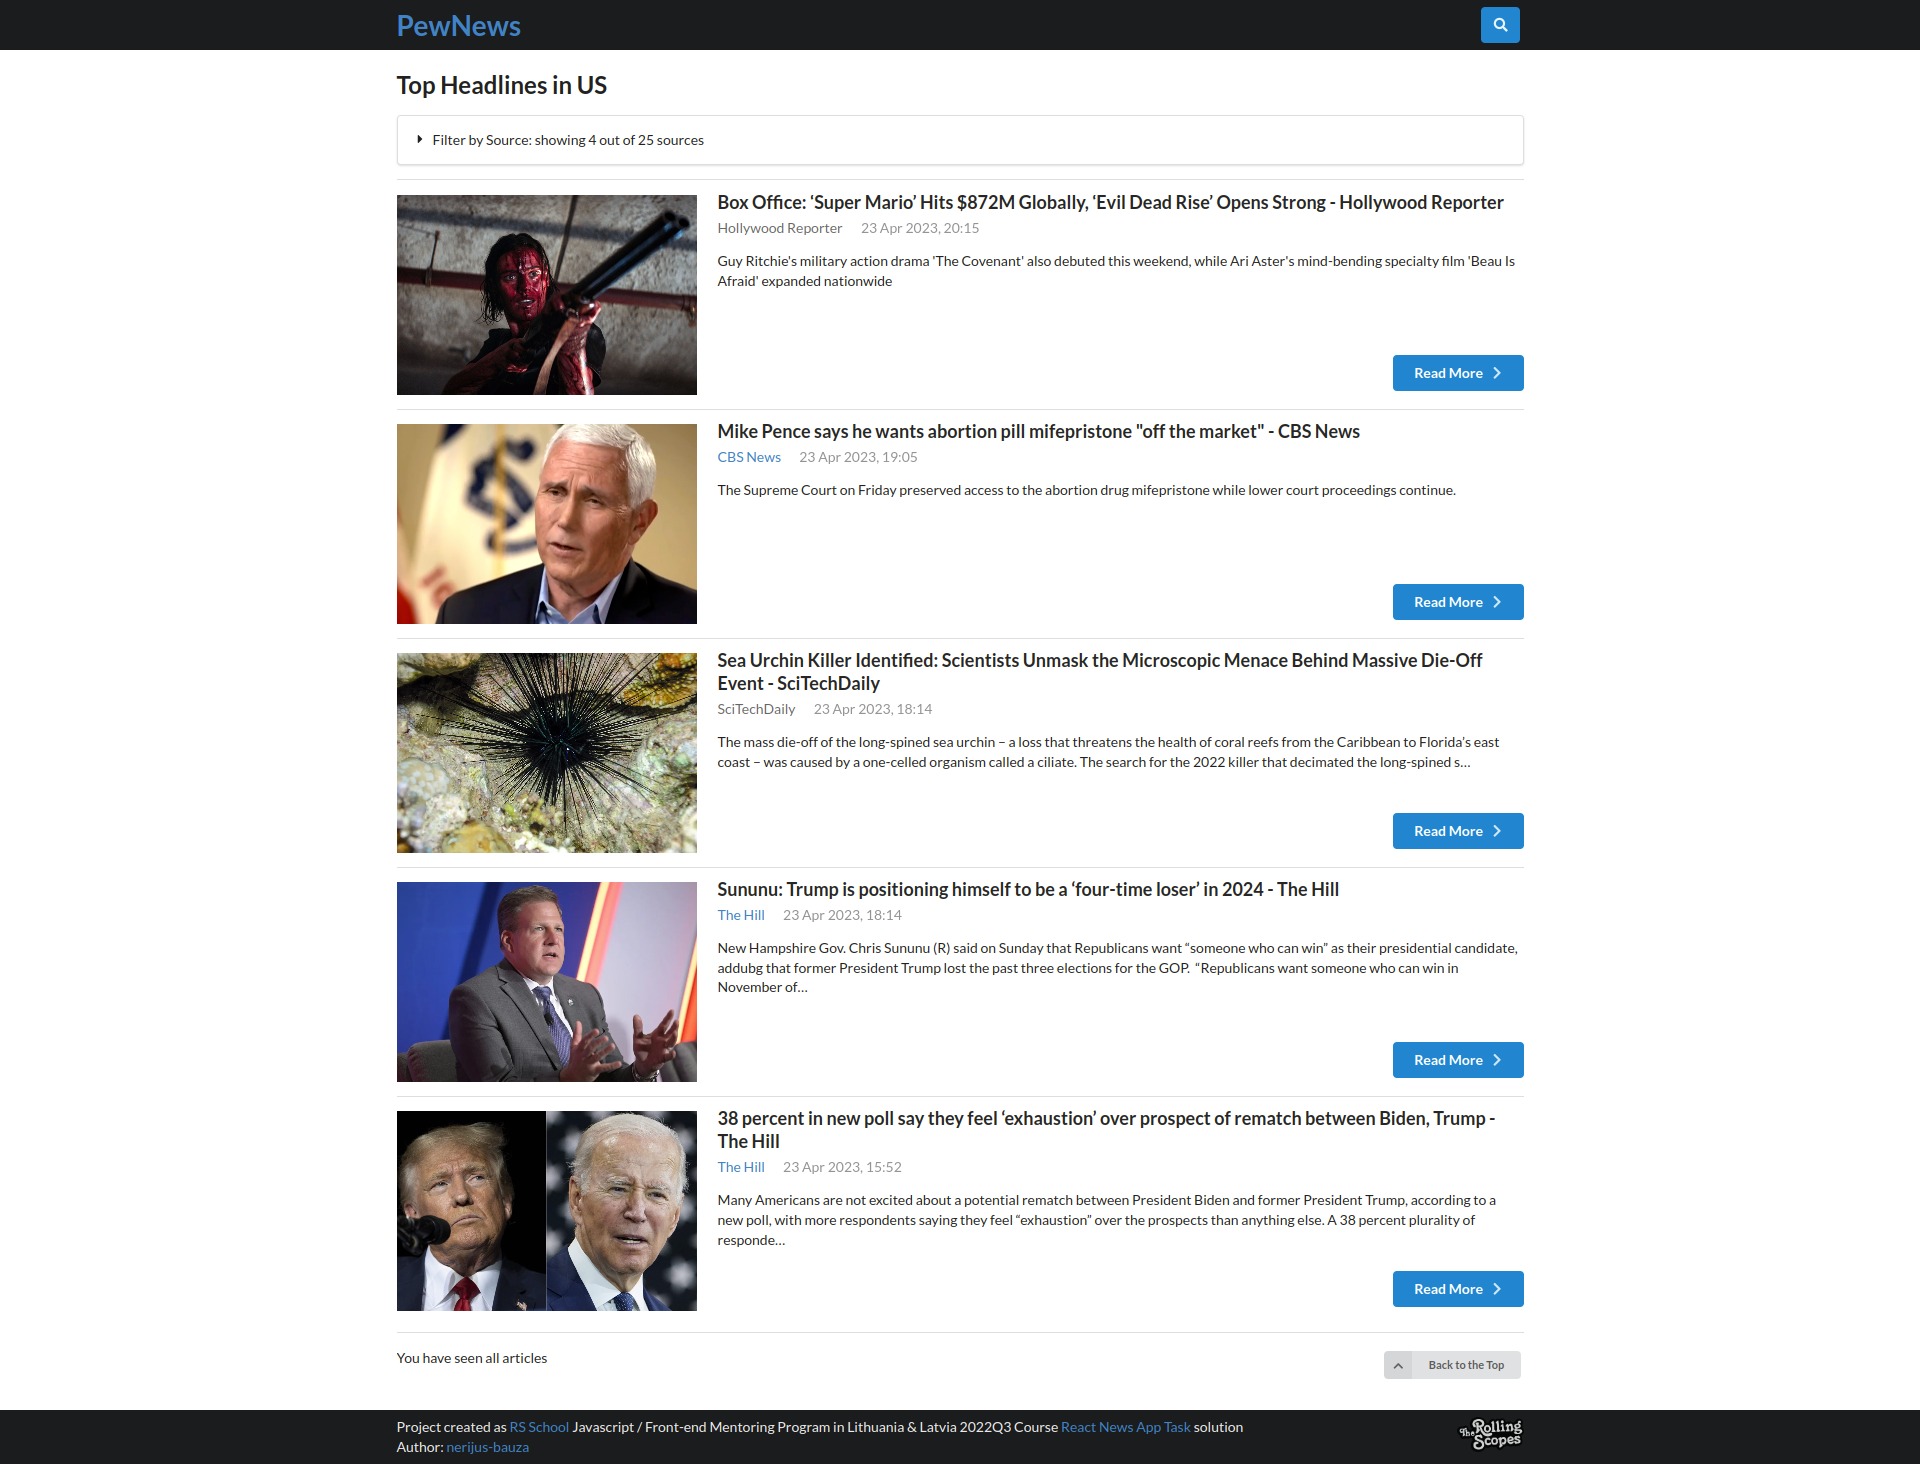 PewNews
Top Headlines in US
Filter by Source: showing 4 out of 25 sources
Box Office: ‘Super Mario’ Hits $872M Globally, ‘Evil Dead Rise’ Opens Strong - Hollywood Reporter
Hollywood Reporter 23 Apr 2023, 20:15
Guy Ritchie's military action drama 'The Covenant' also debuted this weekend, while Ari Aster's mind-bending specialty film 'Beau Is
Afraid' expanded nationwide
Read More
Mike Pence says he wants abortion pill mifepristone "off the market" - CBS News
CBS News 23 Apr 2023, 19:05
The Supreme Court on Friday preserved access to the abortion drug mifepristone while lower court proceedings continue.
Read More
Sea Urchin Killer Identified: Scientists Unmask the Microscopic Menace Behind Massive Die-Off
Event - SciTechDaily
SciTechDaily 23 Apr 2023, 18:14
The mass die-off of the long-spined sea urchin – a loss that threatens the health of coral reefs from the Caribbean to Florida’s east
coast – was caused by a one-celled organism called a ciliate. The search for the 2022 killer that decimated the long-spined s…
Read More
Sununu: Trump is positioning himself to be a ‘four-time loser’ in 2024 - The Hill
The Hill 23 Apr 2023, 18:14
New Hampshire Gov. Chris Sununu (R) said on Sunday that Republicans want “someone who can win” as their presidential candidate,
addubg that former President Trump lost the past three elections for the GOP. “Republicans want someone who can win in
November of…
Read More
38 percent in new poll say they feel ‘exhaustion’ over prospect of rematch between Biden, Trump -
The Hill
The Hill 23 Apr 2023, 15:52
Many Americans are not excited about a potential rematch between President Biden and former President Trump, according to a
new poll, with more respondents saying they feel “exhaustion” over the prospects than anything else. A 38 percent plurality of
responde…
Read More
You have seen all articles
Back to the Top
Project created as RS School Javascript / Front-end Mentoring Program in Lithuania & Latvia 2022Q3 Course React News App Task solution
Author: nerijus-bauza
The Rolling
Scopes